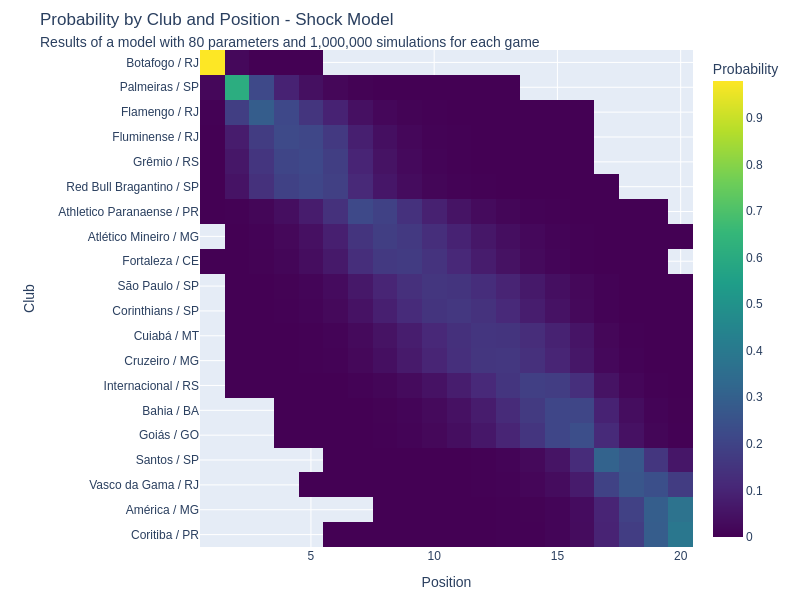 Probability by Club and Position - Shock Model
Results of a model with 80 parameters and 1,000,000 simulations for each game
Probability
Botafogo / RJ
Palmeiras / SP
Flamengo / RJ
Fluminense / RJ
Grêmio / RS
Red Bull Bragantino / SP
Athletico Paranaense / PR
Atlético Mineiro / MG
Fortaleza / CE
São Paulo / SP
Corinthians / SP
Cuiabá / MT
Cruzeiro / MG
Internacional / RS
Bahia / BA
Goiás / GO
Santos / SP
Vasco da Gama / RJ
América / MG
Coritiba / PR
Club
5
10
15
20
Position
0.9
0.8
0.7
0.6
0.5
0.4
0.3
0.2
0.1
0